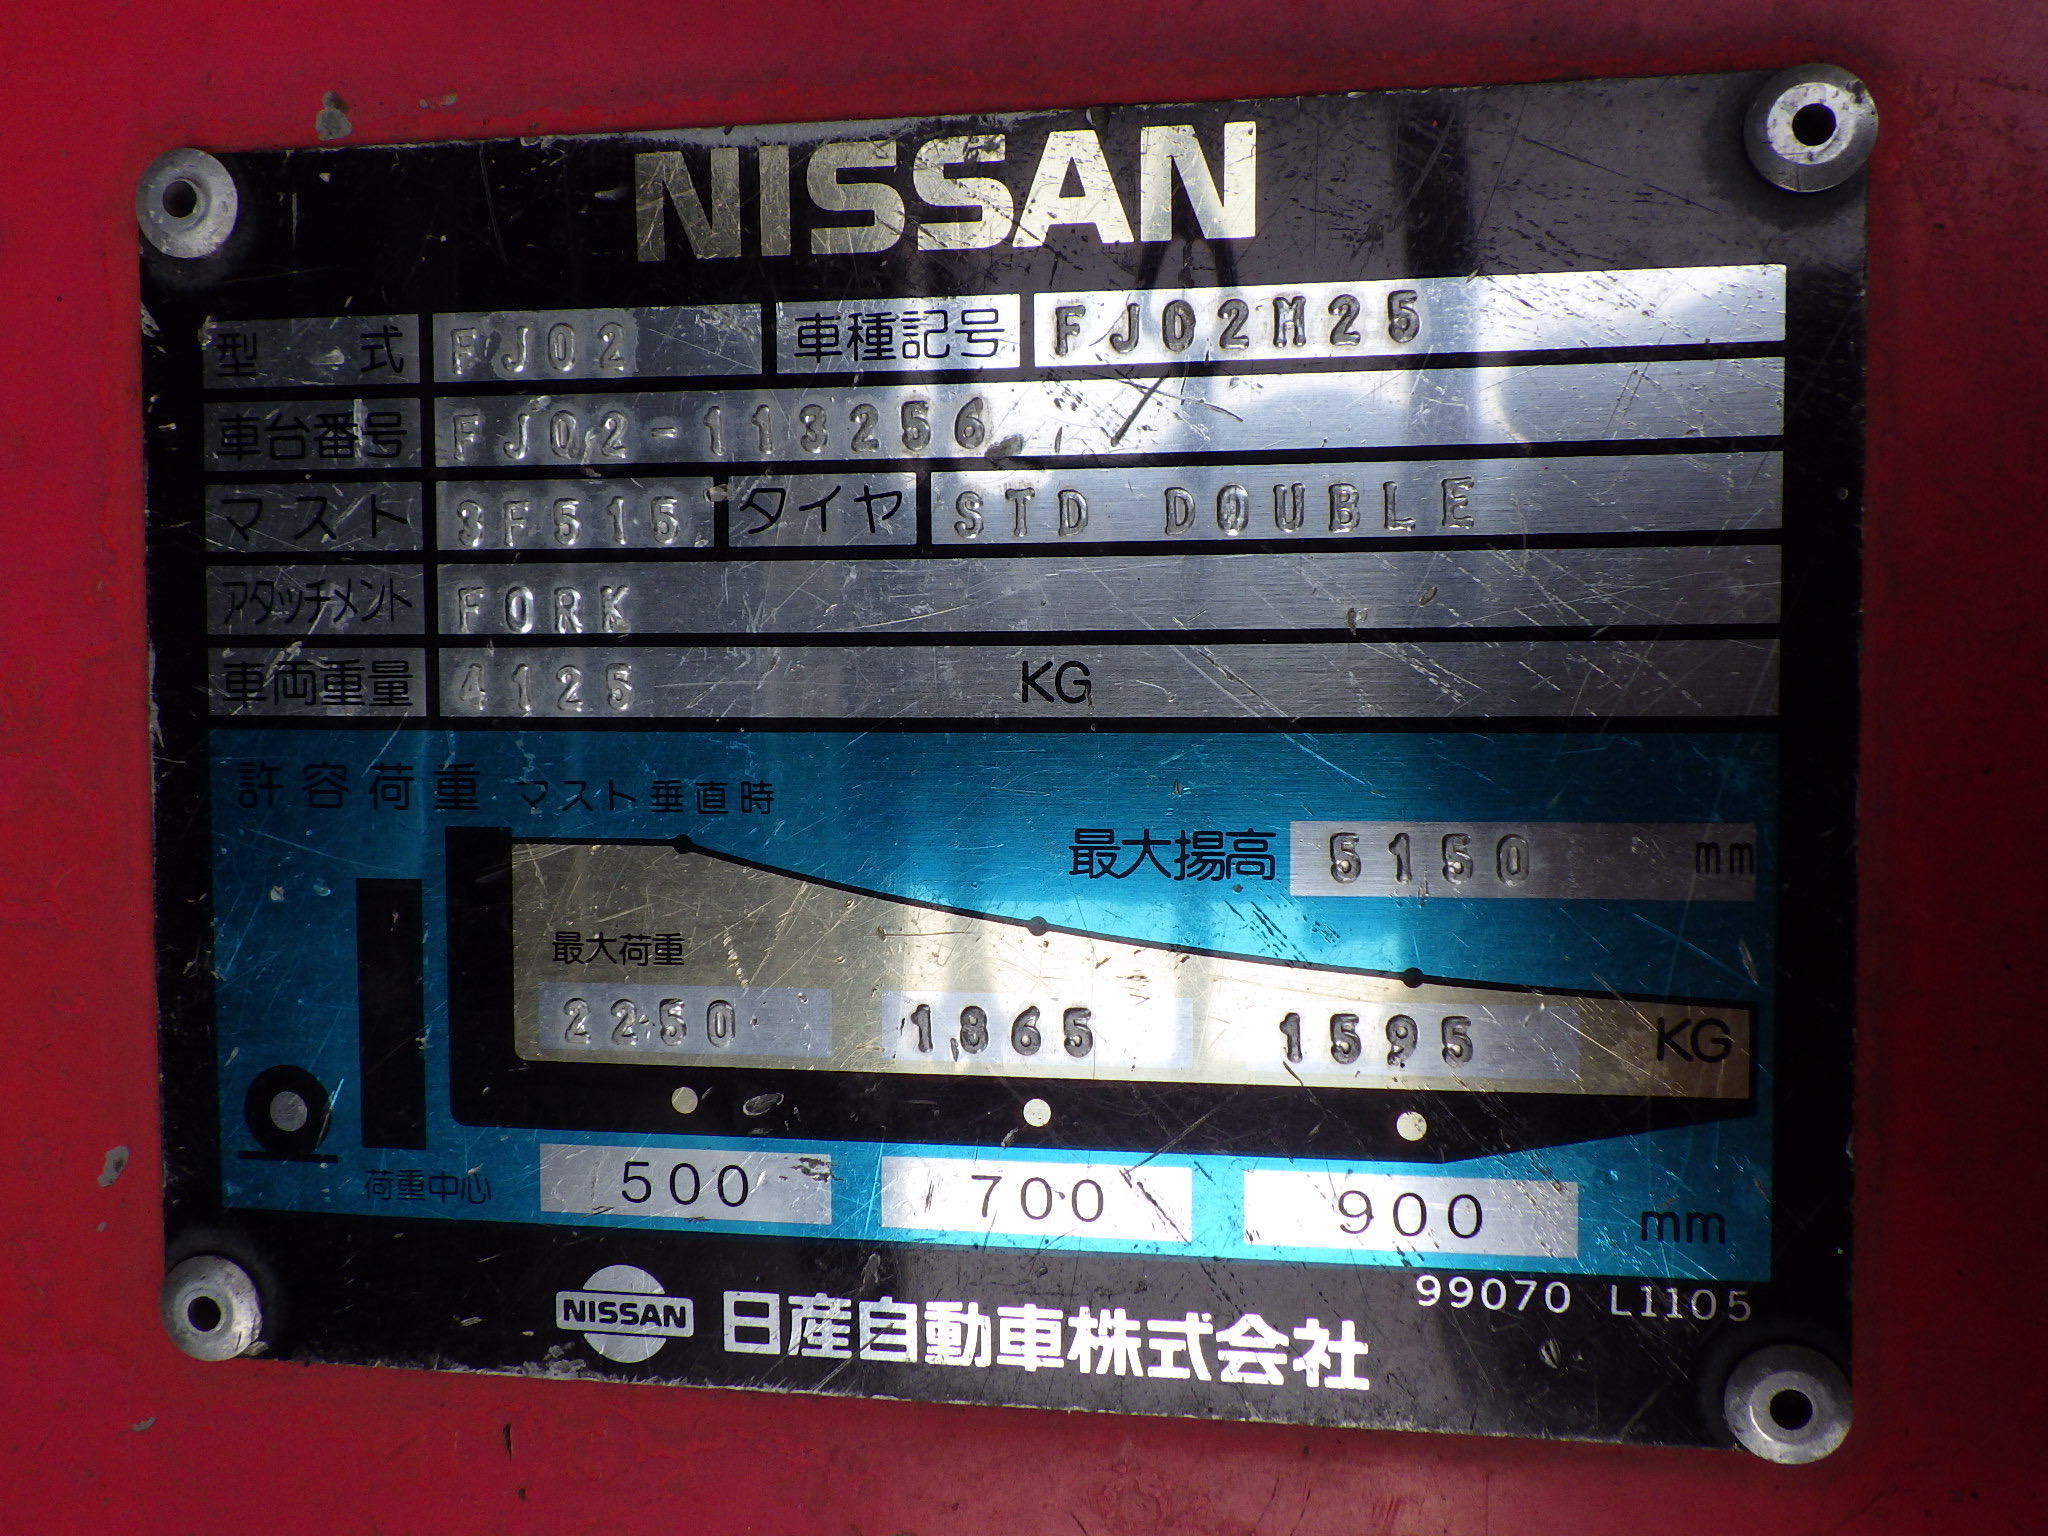 NISSAN
型式 FJ02 車種記号 FJ02M25
車台番号 FJ02-113256
マスト 3F515 タイヤ STD DOUBLE
アタッチメント FORK
車両重量 4125 KG
許容荷重 マスト垂直時
最大揚高 5150 mm
最大荷重
2250 1865 1595 KG
荷重中心 500 700 900 mm
99070 L1105
NISSAN 日産自動車株式会社